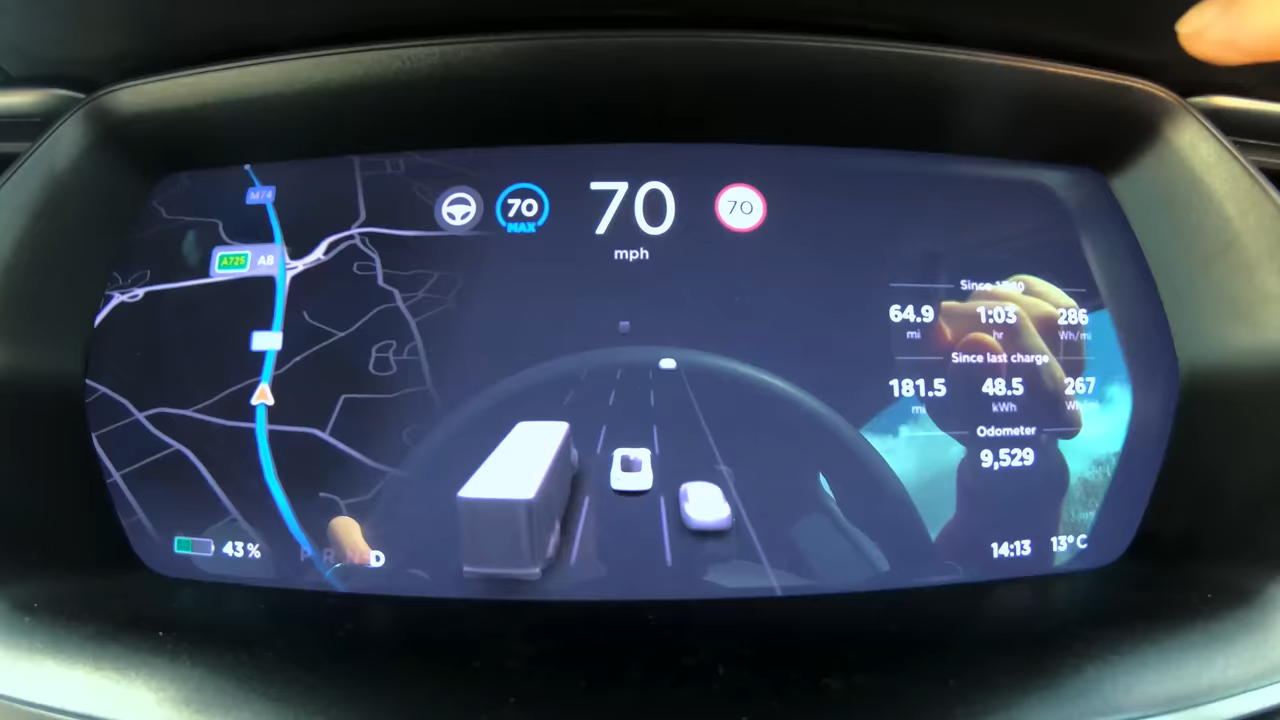 M74
A725 A8
70
MAX
70
mph
70
Since
64.9 1:03 286
mi hr Wh/mi
Since last charge
181.5 48.5 267
mi kWh
Odometer
9,529
43 %
P R N D
14:13 13° C